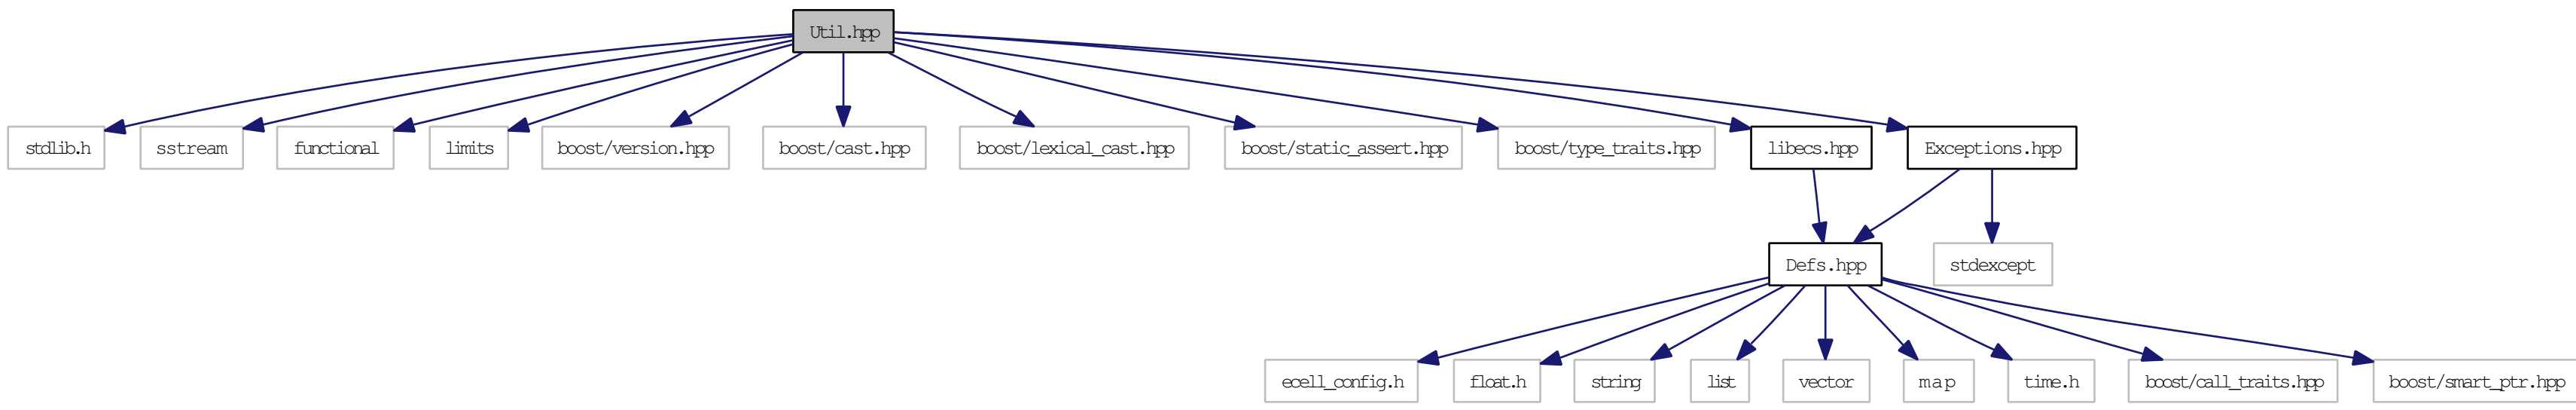 Util.hpp
stdlib.h
sstream
functional
limits
boost/version.hpp
boost/cast.hpp
boost/lexical_cast.hpp
boost/static_assert.hpp
boost/type_traits.hpp
libecs.hpp
Exceptions.hpp
Defs.hpp
stdexcept
ecell_config.h
float.h
string
list
vector
map
time.h
boost/call_traits.hpp
boost/smart_ptr.hpp